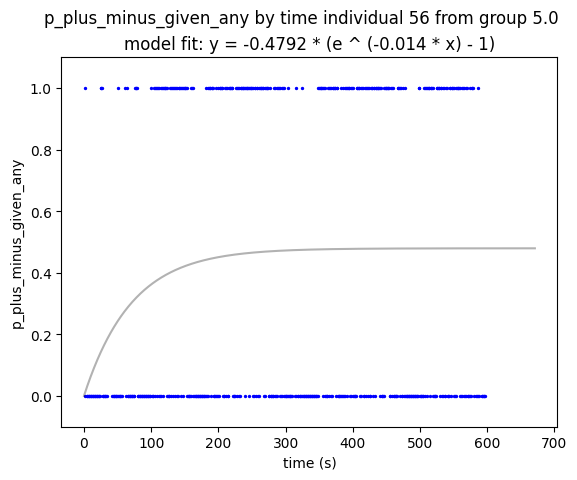 p_plus_minus_given_any by time individual 56 from group 5.0
model fit: y = -0.4792 * (e ^ (-0.014 * x) - 1)
p_plus_minus_given_any
1.0
0.8
0.6
0.4
0.2
0.0
0 100 200 300 400 500 600 700
time (s)